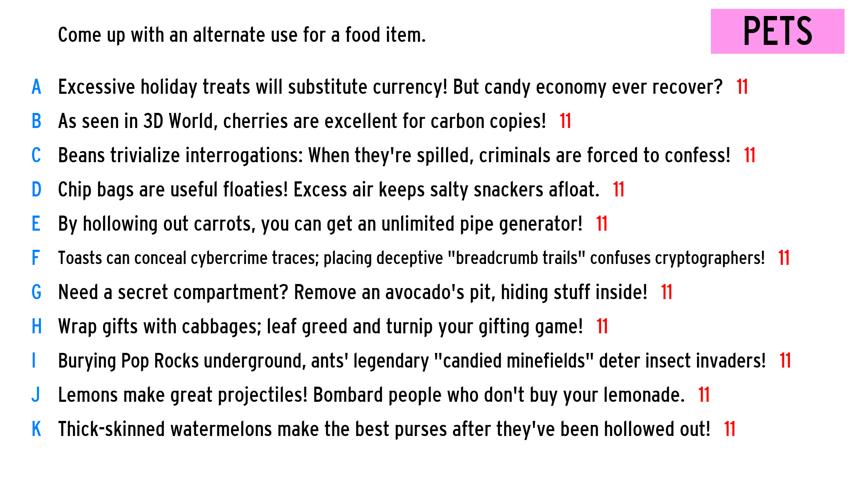 Come up with an alternate use for a food item.
PETS
A Excessive holiday treats will substitute currency! But candy economy ever recover? 11
B As seen in 3D World, cherries are excellent for carbon copies! 11
C Beans trivialize interrogations: When they're spilled, criminals are forced to confess! 11
D Chip bags are useful floaties! Excess air keeps salty snackers afloat. 11
E By hollowing out carrots, you can get an unlimited pipe generator! 11
F Toasts can conceal cybercrime traces; placing deceptive "breadcrumb trails" confuses cryptographers! 11
G Need a secret compartment? Remove an avocado's pit, hiding stuff inside! 11
H Wrap gifts with cabbages; leaf greed and turnip your gifting game! 11
I Burying Pop Rocks underground, ants' legendary "candied minefields" deter insect invaders! 11
J Lemons make great projectiles! Bombard people who don't buy your lemonade. 11
K Thick-skinned watermelons make the best purses after they've been hollowed out! 11